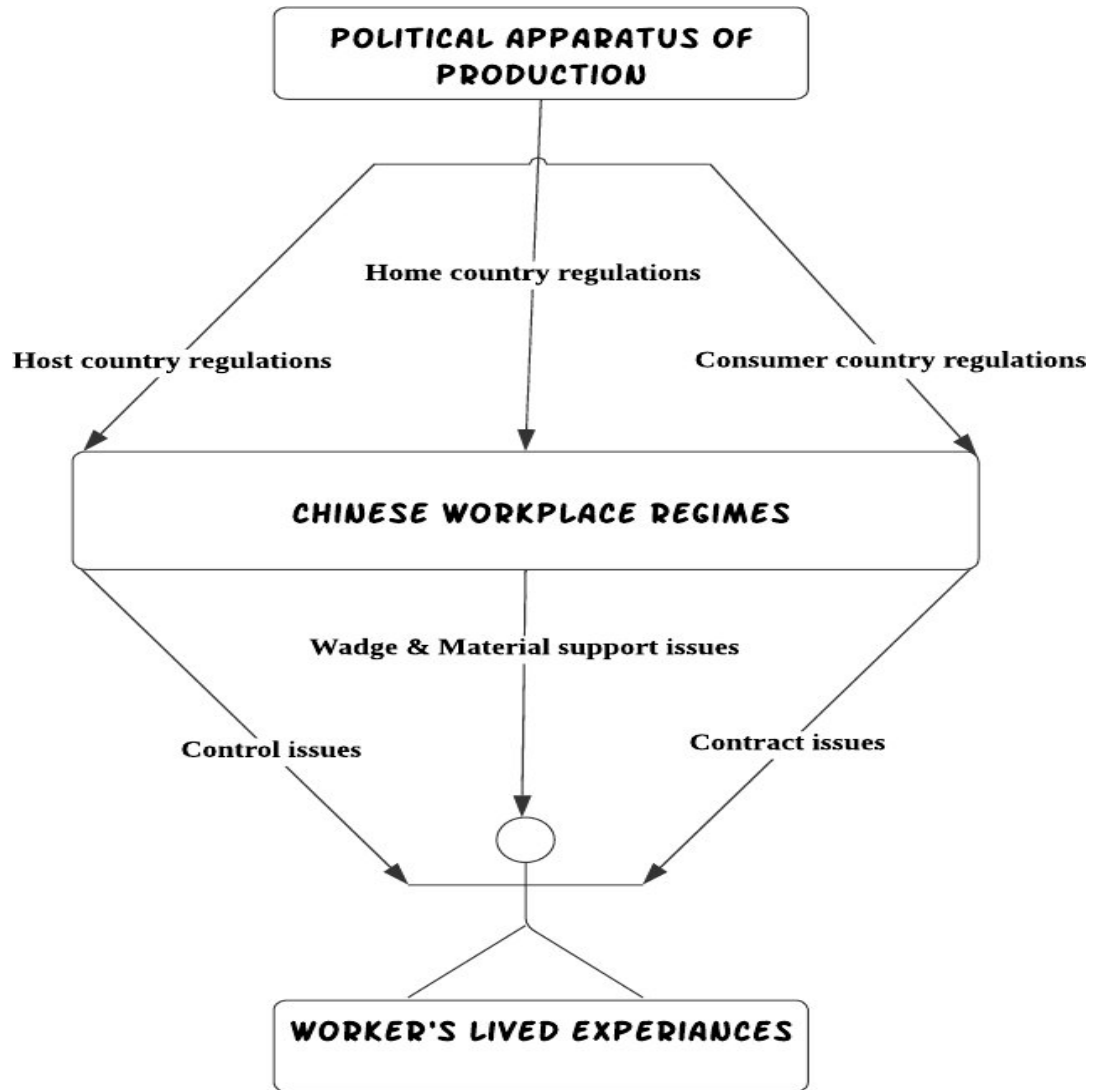 POLITICAL APPARATUS OF
PRODUCTION
Home country regulations
Host country regulations
Consumer country regulations
CHINESE WORKPLACE REGIMES
Wadge & Material support issues
Control issues
Contract issues
WORKER'S LIVED EXPERIANCES